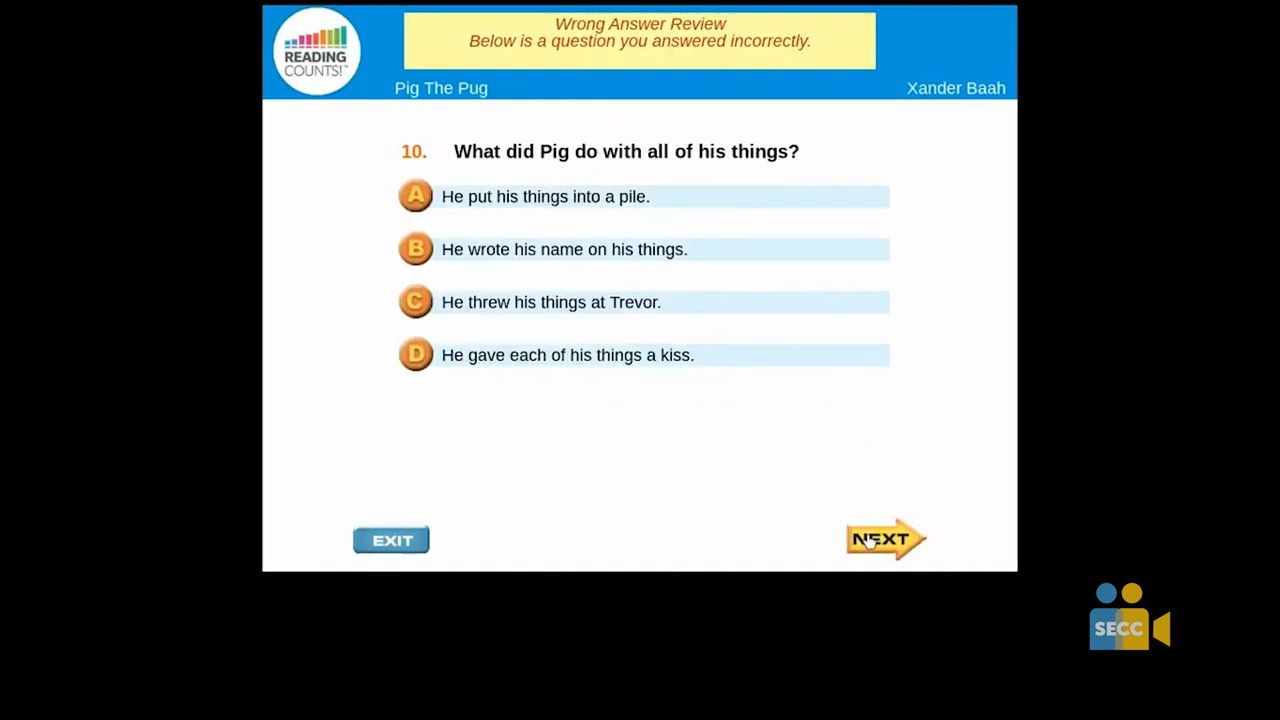 Wrong Answer Review
Below is a question you answered incorrectly.
READING
COUNTS!™
Pig The Pug
Xander Baah
10. What did Pig do with all of his things?
A He put his things into a pile.
B He wrote his name on his things.
C He threw his things at Trevor.
D He gave each of his things a kiss.
EXIT
NEXT
SECC